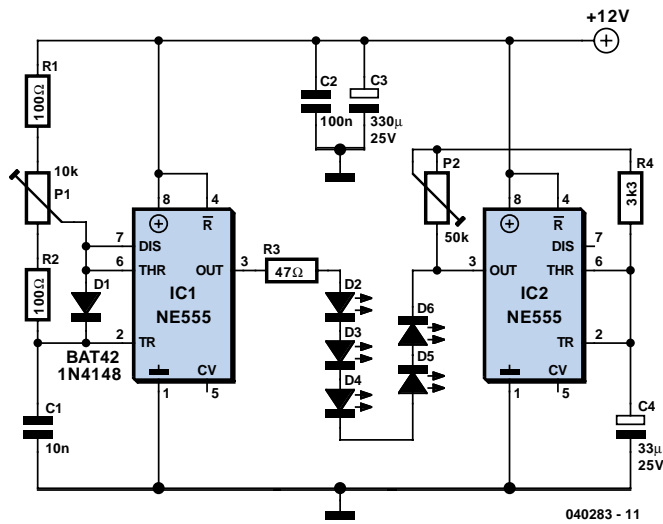 +12V
R1
100Ω
10k
P1
R2
100Ω
D1
BAT42
1N4148
C1
10n
8
4
R
7
DIS
6
THR
OUT
3
IC1
NE555
2
TR
CV
1
5
R3
47Ω
D2
D3
D4
D6
D5
C2
100n
C3
330µ
25V
P2
50k
R4
3k3
8
4
R
DIS
7
3
OUT
THR
6
IC2
NE555
TR
2
CV
1
5
C4
33µ
25V
040283 - 11